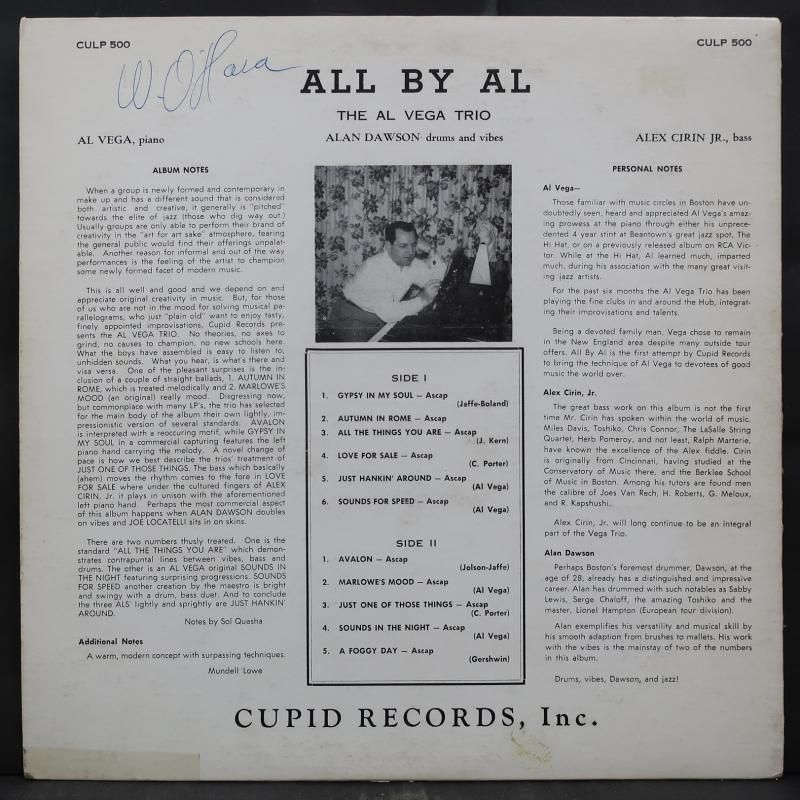 CULP 500
CULP 500
W. O'Hara
ALL BY AL
THE AL VEGA TRIO
AL VEGA, piano
ALAN DAWSON drums and vibes
ALEX CIRIN JR., bass
ALBUM NOTES
When a group is newly formed and contemporary in
make up and has a different sound that is considered
both artistic and creative, it generally is "pitched"
towards the elite of jazz (those who dig way out.)
Usually groups are only able to perform their brand of
creativity in the "art for art sake" atmosphere, fearing
the general public would find their offerings unpalat-
able. Another reason for informal and out of the way
performances is the feeling of the artist to champion
some newly formed facet of modern music.
This is all well and good and we depend on and
appreciate original creativity in music. But, for those
of us who are not in the mood for solving musical pa-
rallelograms, who just "plain old" want to enjoy tasty,
finely appointed improvisations, Cupid Records pre-
sents the AL VEGA TRIO. No theories, no axes to
grind, no causes to champion, no new schools here.
What the boys have assembled is easy to listen to,
unhidden sounds. What you hear, is what's there and
visa versa. One of the pleasant surprises is the in-
clusion of a couple of straight ballads, 1. AUTUMN IN
ROME, which is treated melodically and 2. MARLOWE'S
MOOD (an original) really mood. Disgressing now,
but commonplace with many LP's, the trio has selected
for the main body of the album their own lightly, im-
pressionistic version of several standards. AVALON
is interpreted with a reoccuring motif, while GYPSY IN
MY SOUL in a commercial capturing features the left
piano hand carrying the melody. A novel change of
pace is how we best describe the trios' treatment of
JUST ONE OF THOSE THINGS. The bass which basically
(ahem) moves the rhythm comes to the fore in LOVE
FOR SALE where under the cultured fingers of ALEX
CIRIN, Jr. it plays in unison with the aforementioned
left piano hand. Perhaps the most commercial aspect
of this album happens when ALAN DAWSON doubles
on vibes and JOE LOCATELLI sits in on skins.
There are two numbers thusly treated. One is the
standard "ALL THE THINGS YOU ARE" which demon-
strates contrapuntal lines between vibes, bass and
drums. The other is an AL VEGA original SOUNDS IN
THE NIGHT featuring surprising progressions. SOUNDS
FOR SPEED another creation by the maestro is bright
and swingy with a drum, bass duet. And to conclude
the three ALS' lightly and sprightly are JUST HANKIN'
AROUND.
Notes by Sol Quasha
Additional Notes
A warm, modern concept with surpassing techniques.
Mundell Lowe
SIDE I
1. GYPSY IN MY SOUL — Ascap
(Jaffe-Boland)
2. AUTUMN IN ROME — Ascap
3. ALL THE THINGS YOU ARE — Ascap
(J. Kern)
4. LOVE FOR SALE — Ascap
(C. Porter)
5. JUST HANKIN' AROUND — Ascap
(Al Vega)
6. SOUNDS FOR SPEED — Ascap
(Al Vega)
SIDE II
1. AVALON — Ascap
(Jolson-Jaffe)
2. MARLOWE'S MOOD — Ascap
(Al Vega)
3. JUST ONE OF THOSE THINGS — Ascap
(C. Porter)
4. SOUNDS IN THE NIGHT — Ascap
(Al Vega)
5. A FOGGY DAY — Ascap
(Gershwin)
PERSONAL NOTES
Al Vega—
Those familiar with music circles in Boston have un-
doubtedly seen, heard and appreciated Al Vega's amaz-
ing prowess at the piano through either his unprece-
dented 4 year stint at Beantown's great jazz spot, The
Hi Hat, or on a previously released album on RCA Vic-
tor. While at the Hi Hat, Al learned much, imparted
much, during his association with the many great visit-
ing jazz artists.
For the past six months the Al Vega Trio has been
playing the fine clubs in and around the Hub, integrat-
ing their improvisations and talents.
Being a devoted family man, Vega chose to remain
in the New England area despite many outside tour
offers. All By Al is the first attempt by Cupid Records
to bring the technique of Al Vega to devotees of good
music the world over.
Alex Cirin, Jr.
The great bass work on this album is not the first
time Mr. Cirin has spoken within the world of music.
Miles Davis, Toshiko, Chris Connor, The LaSalle String
Quartet, Herb Pomeroy, and not least, Ralph Marterie,
have known the excellence of the Alex fiddle. Cirin
is originally from Cincinnati, having studied at the
Conservatory of Music there, and the Berklee School
of Music in Boston. Among his tutors are found men
the calibre of Joes Van Rech, H. Roberts, G. Meloux,
and R. Kapshushi.
Alex Cirin, Jr. will long continue to be an integral
part of the Vega Trio.
Alan Dawson
Perhaps Boston's foremost drummer, Dawson, at the
age of 28, already has a distinguished and impressive
career. Alan has drummed with such notables as Sabby
Lewis, Serge Chaloff, the amazing Toshiko and the
master, Lionel Hampton (European tour division).
Alan exemplifies his versatility and musical skill by
his smooth adaption from brushes to mallets. His work
with the vibes is the mainstay of two of the numbers
in this album.
Drums, vibes, Dawson, and jazz!
CUPID RECORDS, Inc.